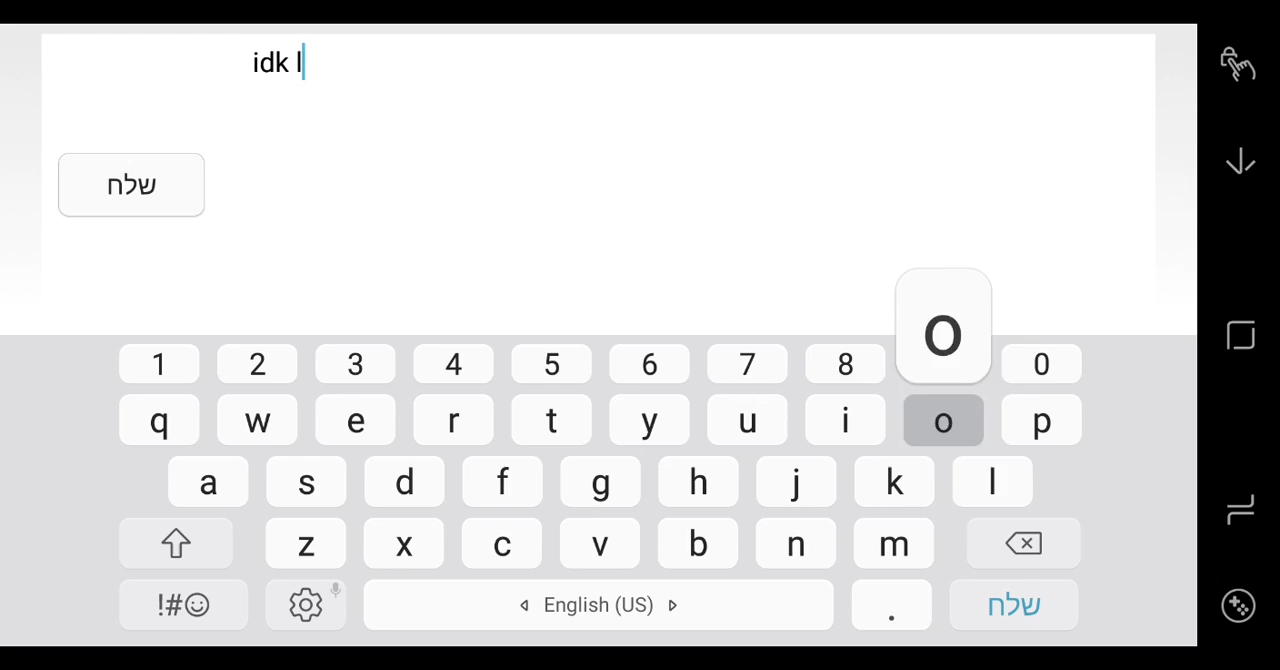 idk l
שלח
o
1 2 3 4 5 6 7 8 0
q w e r t y u i o p
a s d f g h j k l
z x c v b n m
!#☺ English (US) . שלח